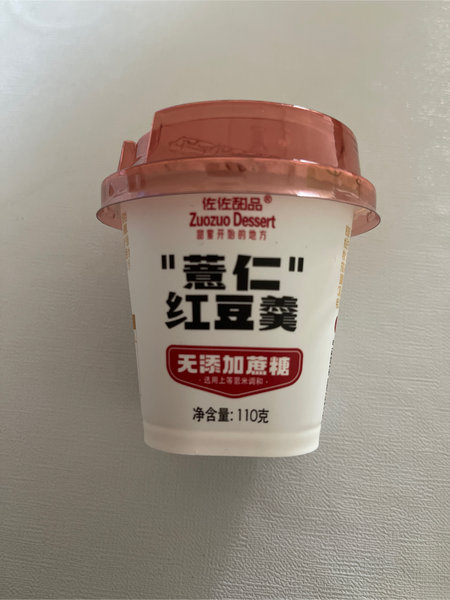 佐佐甜品®
Zuozuo Dessert
甜蜜开始的地方
"薏仁"
红豆羹
无添加蔗糖
·选用上等薏米调和·
净含量:110克